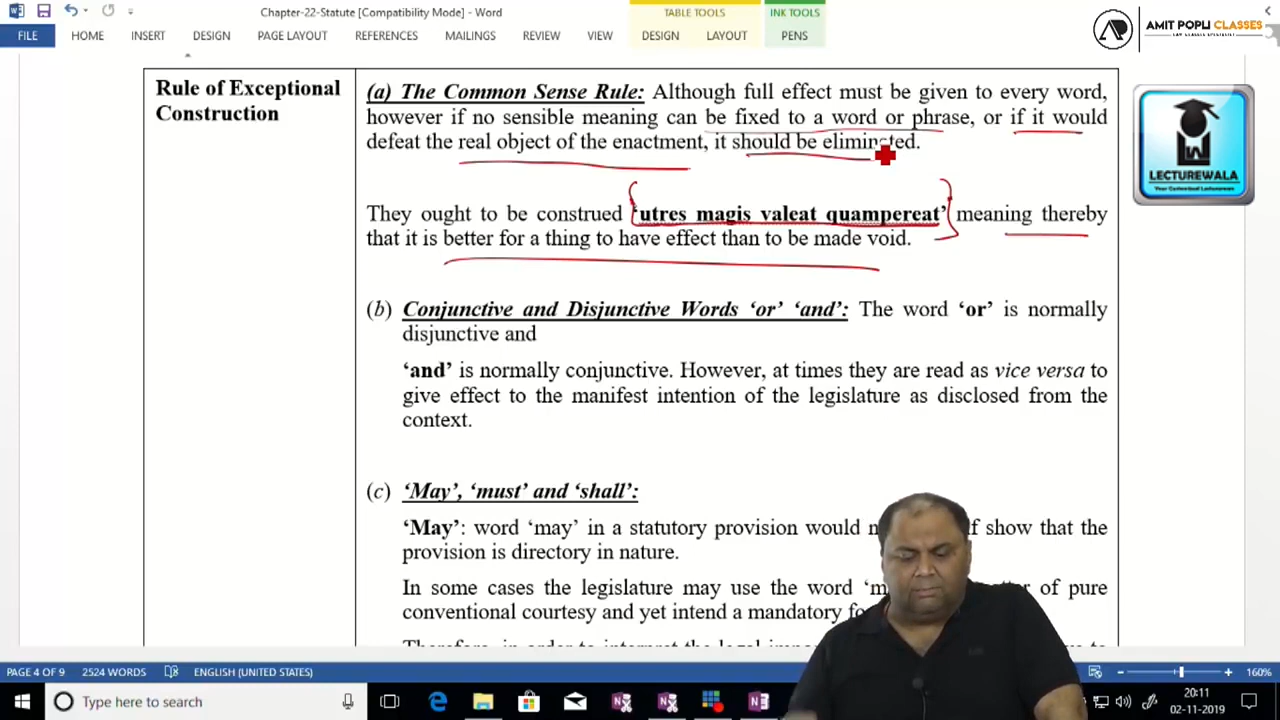 Chapter-22-Statute [Compatibility Mode] - Word
TABLE TOOLS
INK TOOLS
FILE HOME INSERT DESIGN PAGE LAYOUT REFERENCES MAILINGS REVIEW VIEW DESIGN LAYOUT PENS
AMIT POPLI CLASSES
Rule of Exceptional
Construction
(a) The Common Sense Rule: Although full effect must be given to every word,
however if no sensible meaning can be fixed to a word or phrase, or if it would
defeat the real object of the enactment, it should be eliminated.
They ought to be construed 'utres magis valeat quampereat' meaning thereby
that it is better for a thing to have effect than to be made void.
(b) Conjunctive and Disjunctive Words 'or' 'and': The word 'or' is normally
disjunctive and
'and' is normally conjunctive. However, at times they are read as vice versa to
give effect to the manifest intention of the legislature as disclosed from the
context.
(c) 'May', 'must' and 'shall':
'May': word 'may' in a statutory provision would show that the
provision is directory in nature.
In some cases the legislature may use the word of pure
conventional courtesy and yet intend a mandatory
Therefore, in order to interpret the legal
LECTUREWALA
Your Customized Lectures
PAGE 4 OF 9 2524 WORDS ENGLISH (UNITED STATES) 160%
Type here to search
20:11
02-11-2019